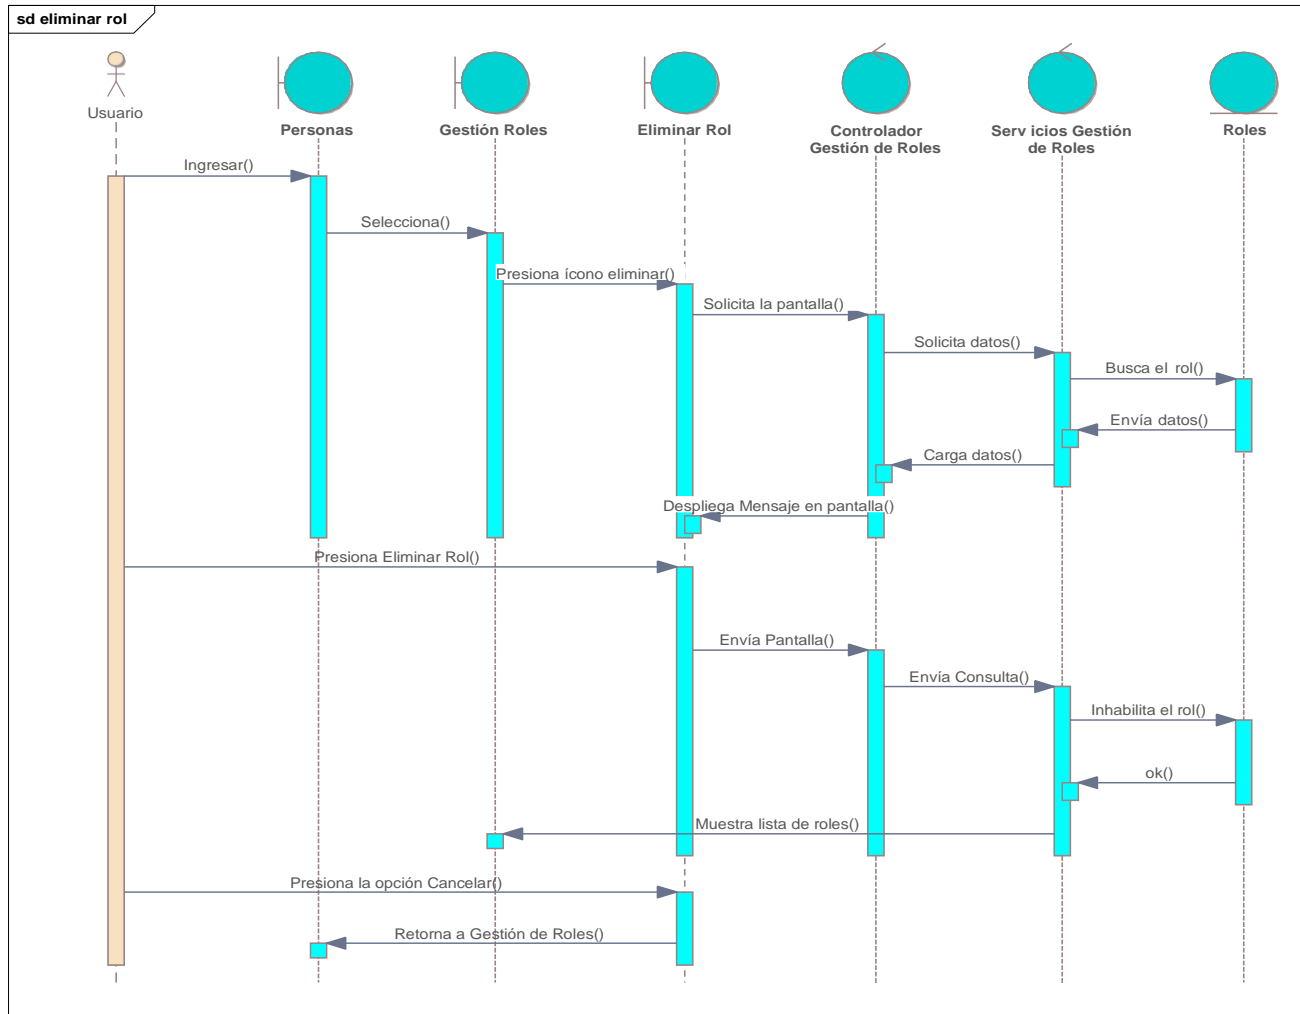 sd eliminar rol
Usuario
Personas
Gestión Roles
Eliminar Rol
Controlador
Gestión de Roles
Serv icios Gestión
de Roles
Roles
Ingresar()
Selecciona()
Presiona ícono eliminar()
Solicita la pantalla()
Solicita datos()
Busca el rol()
Envía datos()
Carga datos()
Despliega Mensaje en pantalla()
Presiona Eliminar Rol()
Envía Pantalla()
Envía Consulta()
Inhabilita el rol()
ok()
Muestra lista de roles()
Presiona la opción Cancelar()
Retorna a Gestión de Roles()